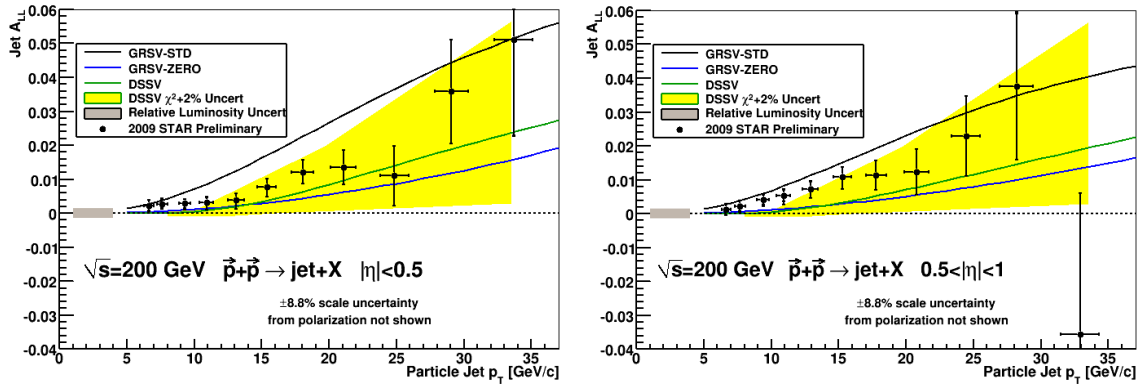 Jet A_LL
0.06
0.05
0.04
0.03
0.02
0.01
0
-0.01
-0.02
-0.03
-0.04
GRSV-STD
GRSV-ZERO
DSSV
DSSV χ²+2% Uncert
Relative Luminosity Uncert
2009 STAR Preliminary
√s=200 GeV p⃗+p⃗ → jet+X |η|<0.5
±8.8% scale uncertainty
from polarization not shown
0 5 10 15 20 25 30 35
Particle Jet p_T [GeV/c]
Jet A_LL
0.06
0.05
0.04
0.03
0.02
0.01
0
-0.01
-0.02
-0.03
-0.04
GRSV-STD
GRSV-ZERO
DSSV
DSSV χ²+2% Uncert
Relative Luminosity Uncert
2009 STAR Preliminary
√s=200 GeV p⃗+p⃗ → jet+X 0.5<|η|<1
±8.8% scale uncertainty
from polarization not shown
0 5 10 15 20 25 30 35
Particle Jet p_T [GeV/c]